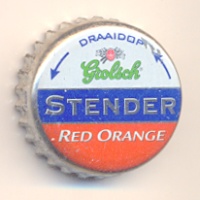 DRAAIDOP
Grolsch
STENDER
RED ORANGE